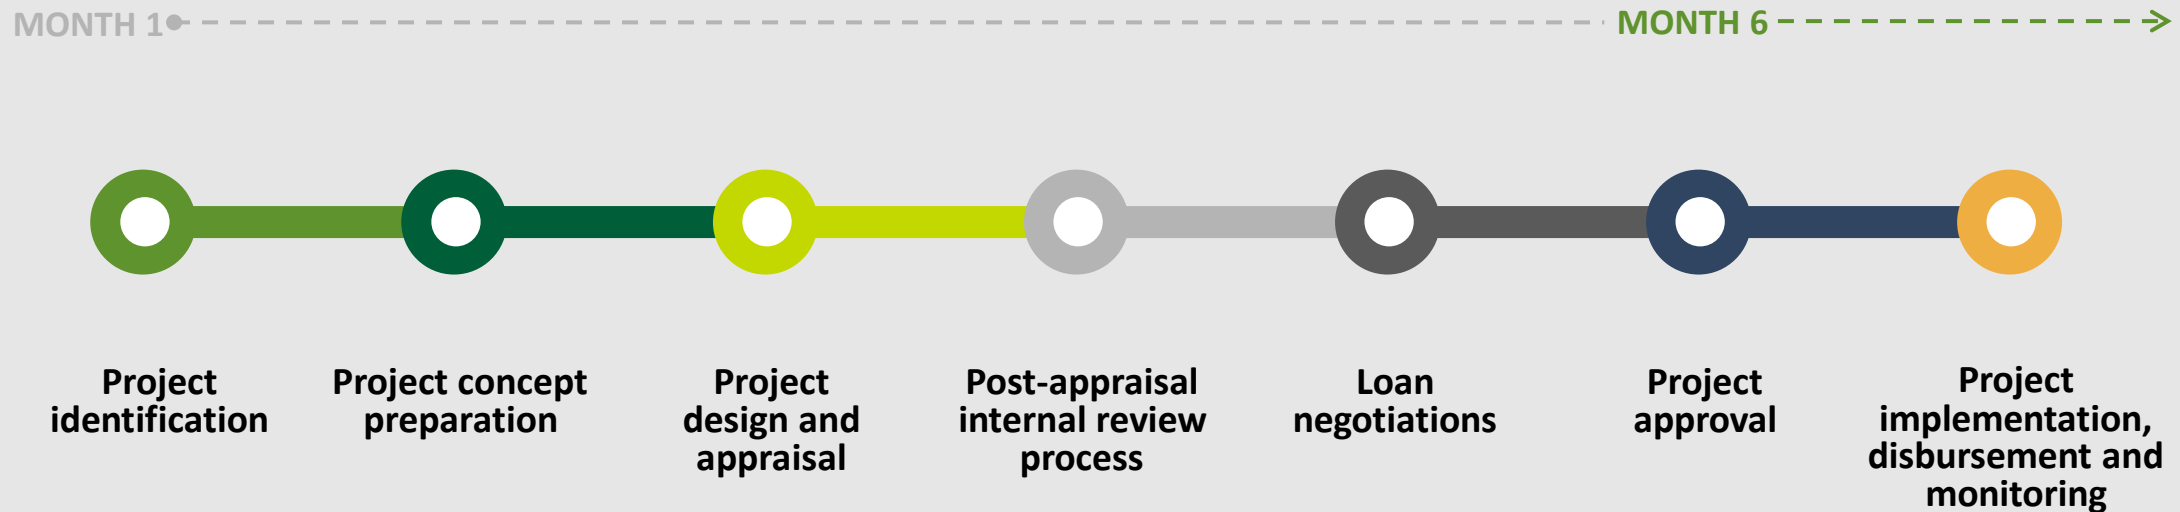 MONTH 1
MONTH 6
Project
identification
Project concept
preparation
Project
design and
appraisal
Post-appraisal
internal review
process
Loan
negotiations
Project
approval
Project
implementation,
disbursement and
monitoring